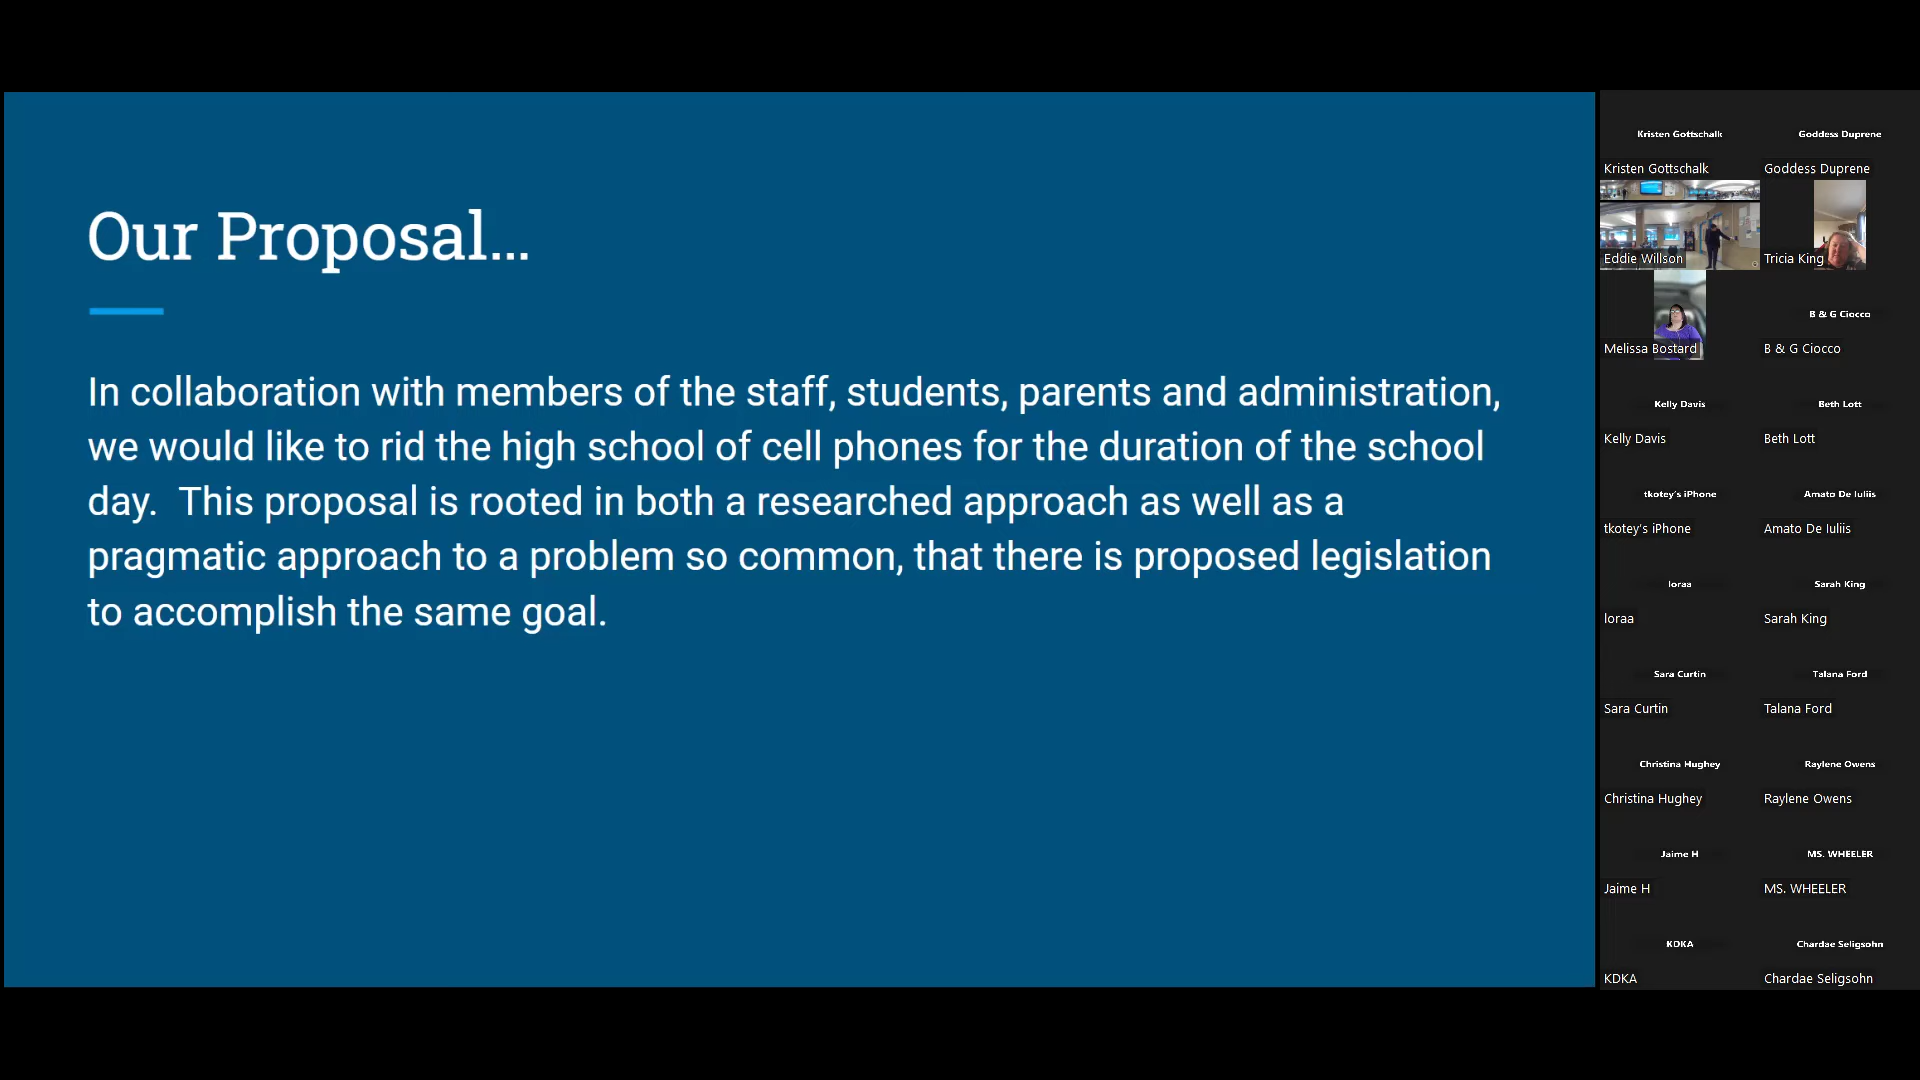 Our Proposal...
In collaboration with members of the staff, students, parents and administration,
we would like to rid the high school of cell phones for the duration of the school
day.  This proposal is rooted in both a researched approach as well as a
pragmatic approach to a problem so common, that there is proposed legislation
to accomplish the same goal.
Kristen Gottschalk
Kristen Gottschalk
Goddess Duprene
Goddess Duprene
Eddie Willson
Tricia King
Melissa Bostard
B & G Ciocco
B & G Ciocco
Kelly Davis
Kelly Davis
Beth Lott
Beth Lott
tkotey's iPhone
tkotey's iPhone
Amato De Iuliis
Amato De Iuliis
loraa
loraa
Sarah King
Sarah King
Sara Curtin
Sara Curtin
Talana Ford
Talana Ford
Christina Hughey
Christina Hughey
Raylene Owens
Raylene Owens
Jaime H
Jaime H
MS. WHEELER
MS. WHEELER
KDKA
KDKA
Chardae Seligsohn
Chardae Seligsohn